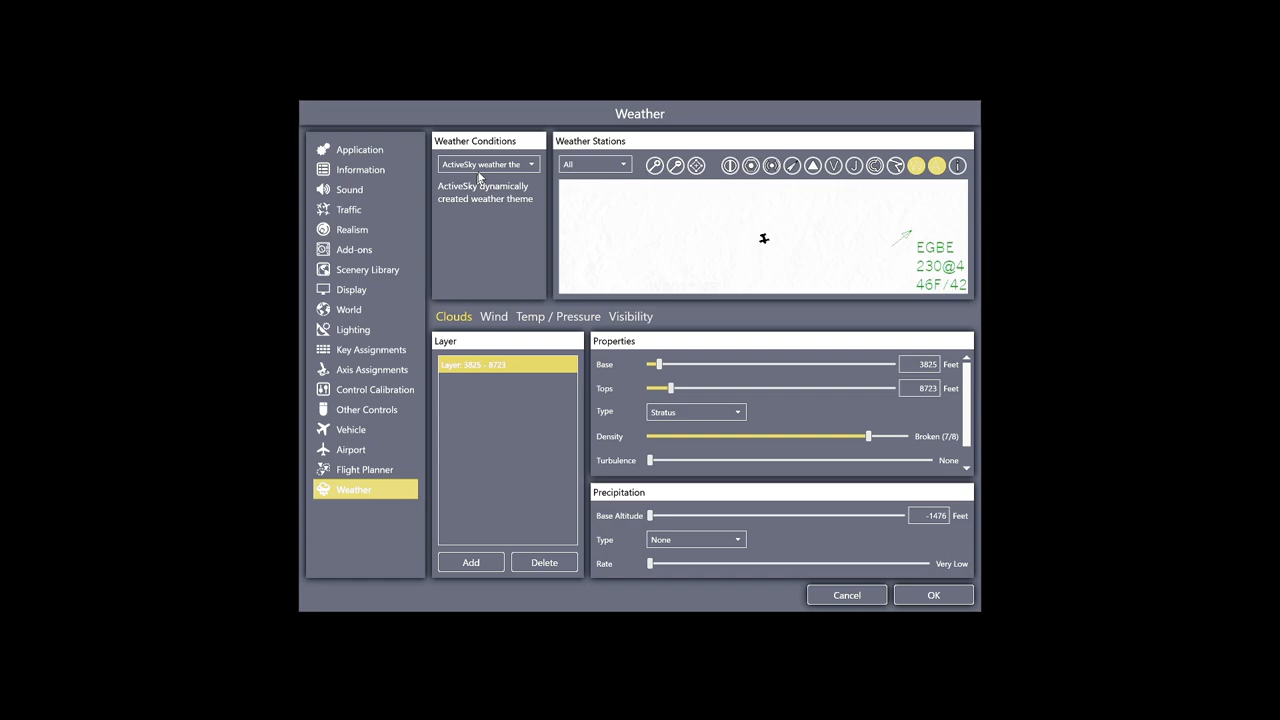 Weather
Application
Information
Sound
Traffic
Realism
Add-ons
Scenery Library
Display
World
Lighting
Key Assignments
Axis Assignments
Control Calibration
Other Controls
Vehicle
Airport
Flight Planner
Weather
Weather Conditions
ActiveSky weather the
ActiveSky dynamically
created weather theme
Weather Stations
All
EGBE
230@4
46F/42
Clouds Wind Temp / Pressure Visibility
Layer
Layer: 3825 - 8723
Add Delete
Properties
Base 3825 Feet
Tops 8723 Feet
Type Stratus
Density Broken (7/8)
Turbulence None
Precipitation
Base Altitude -1476 Feet
Type None
Rate Very Low
Cancel OK